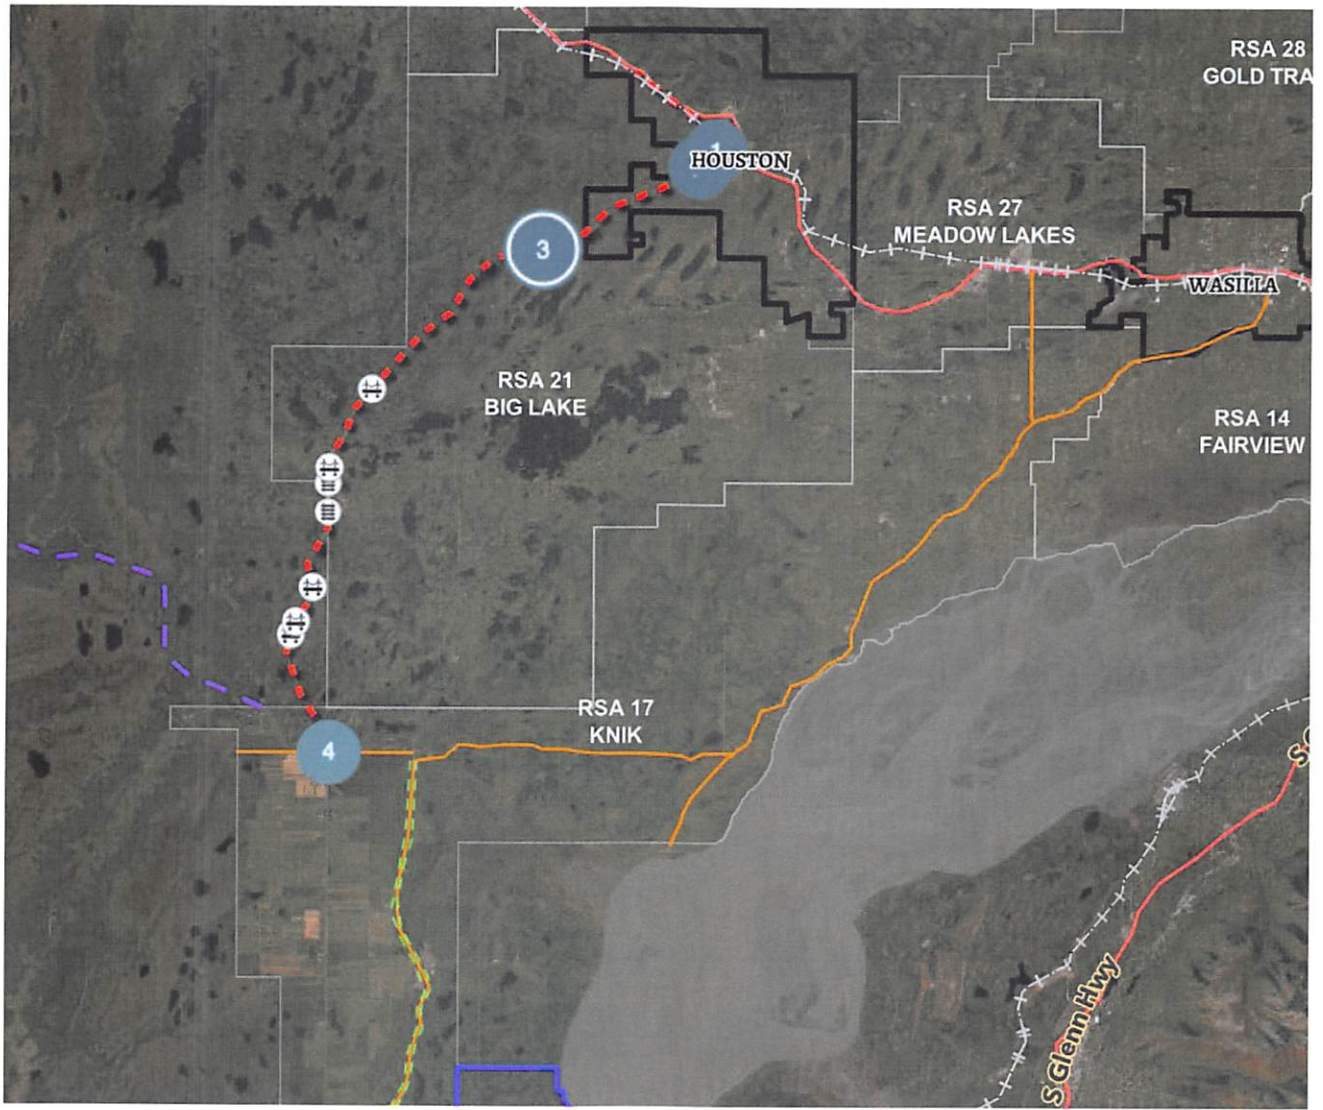 RSA 28
GOLD TRA
1
HOUSTON
RSA 27
MEADOW LAKES
3
WASILLA
RSA 21
BIG LAKE
RSA 14
FAIRVIEW
RSA 17
KNIK
4
S Glenn Hwy